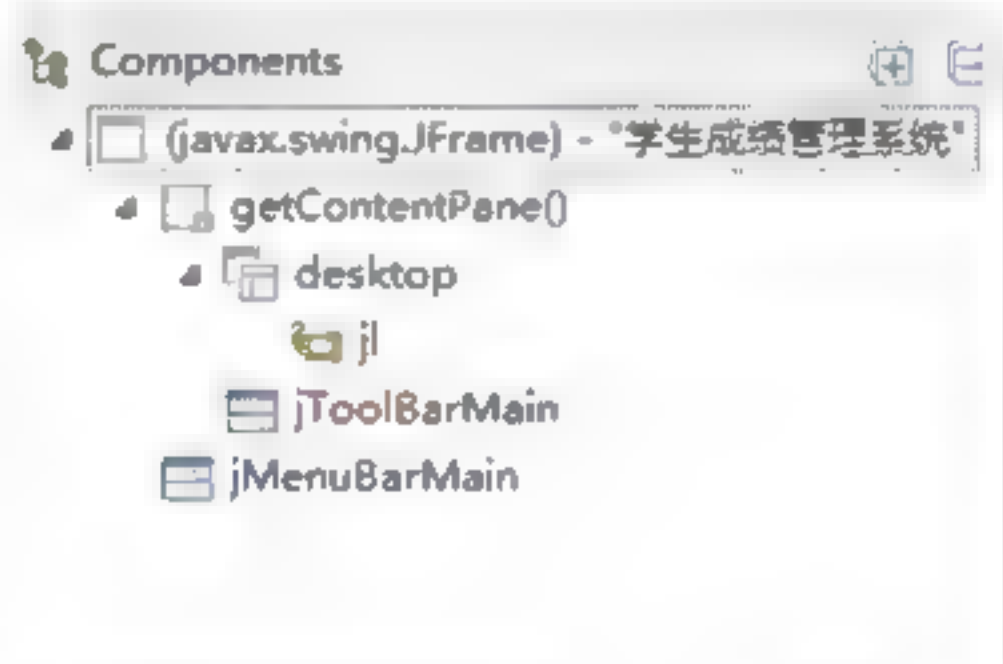 Components
(javax.swing.JFrame) - "学生成绩管理系统"
getContentPane()
desktop
jl
jToolBarMain
jMenuBarMain